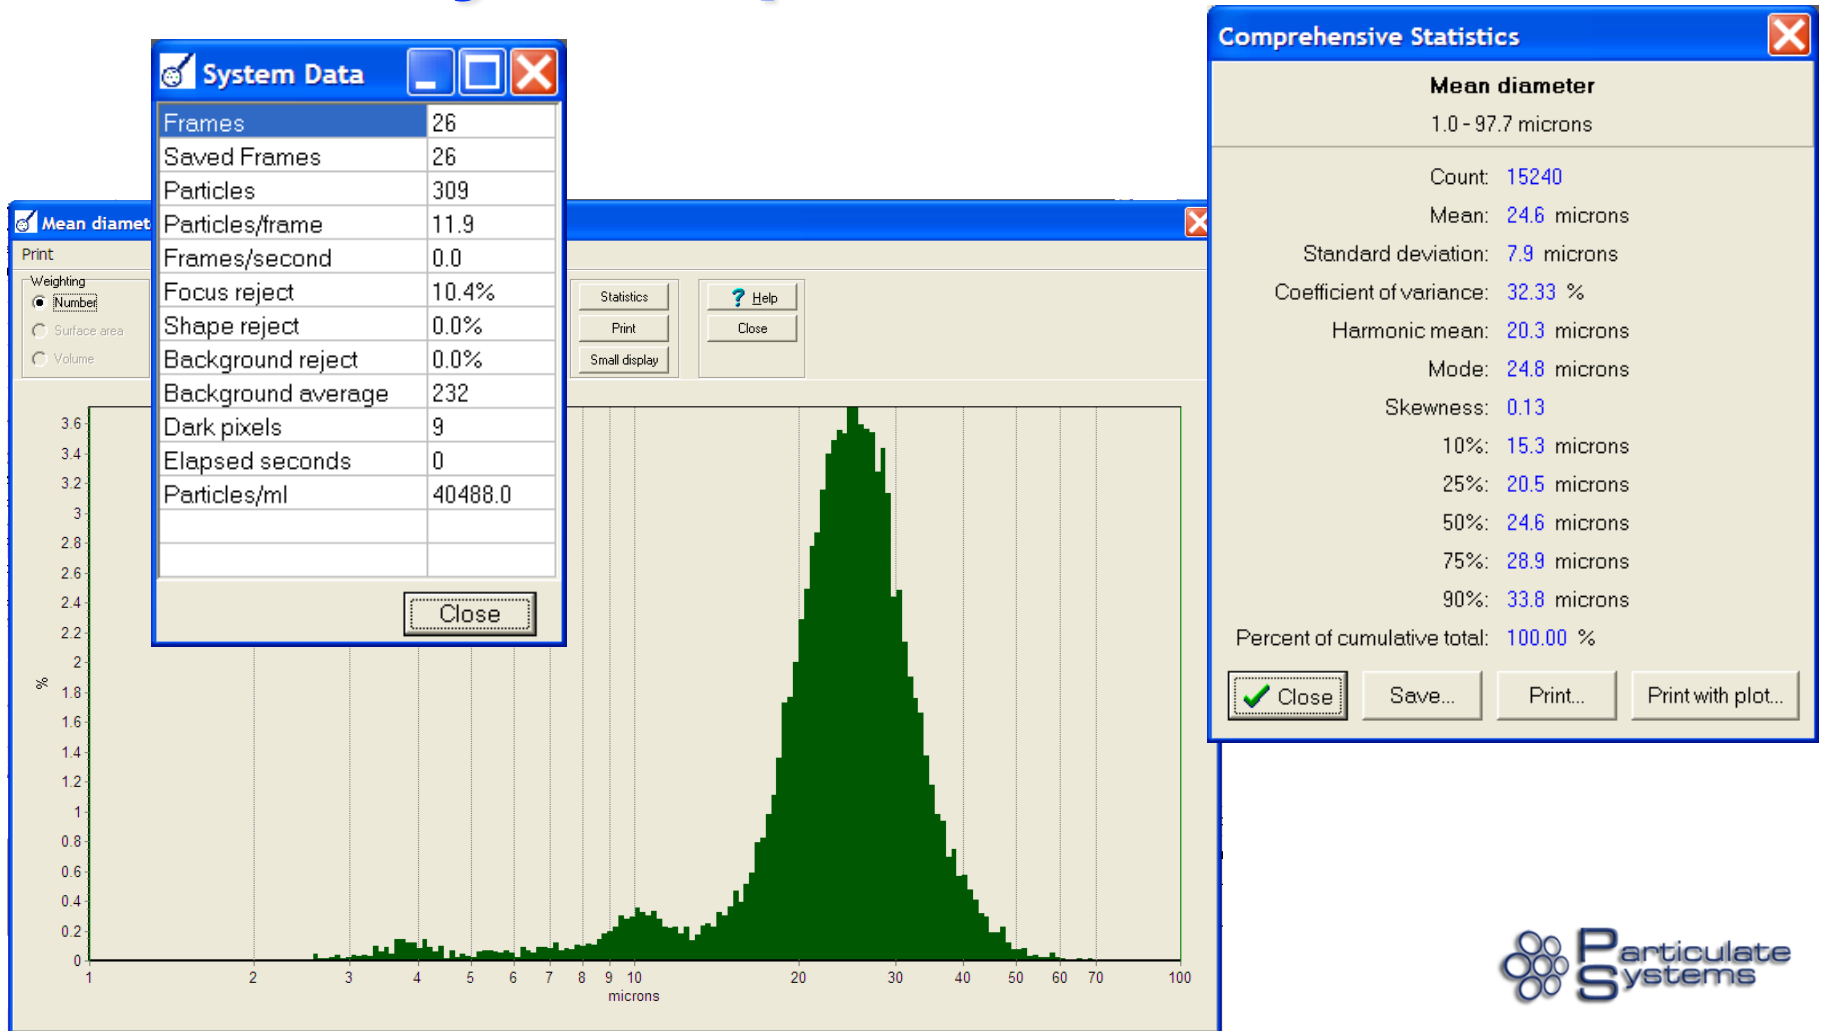 System Data
Frames 26
Saved Frames 26
Particles 309
Particles/frame 11.9
Frames/second 0.0
Focus reject 10.4%
Shape reject 0.0%
Background reject 0.0%
Background average 232
Dark pixels 9
Elapsed seconds 0
Particles/ml 40488.0
Close
Comprehensive Statistics
Mean diameter
1.0 - 97.7 microns
Count: 15240
Mean: 24.6 microns
Standard deviation: 7.9 microns
Coefficient of variance: 32.33 %
Harmonic mean: 20.3 microns
Mode: 24.8 microns
Skewness: 0.13
10%: 15.3 microns
25%: 20.5 microns
50%: 24.6 microns
75%: 28.9 microns
90%: 33.8 microns
Percent of cumulative total: 100.00 %
Close Save... Print... Print with plot...
Mean diamet
Print
Weighting
Number
Surface area
Volume
Statistics
Print
Small display
? Help
Close
3.6
3.4
3.2
3
2.8
2.6
2.4
2.2
2
1.8
1.6
1.4
1.2
1
0.8
0.6
0.4
0.2
0
%
1 2 3 4 5 6 7 8 9 10 20 30 40 50 60 70 100
microns
Particulate
Systems